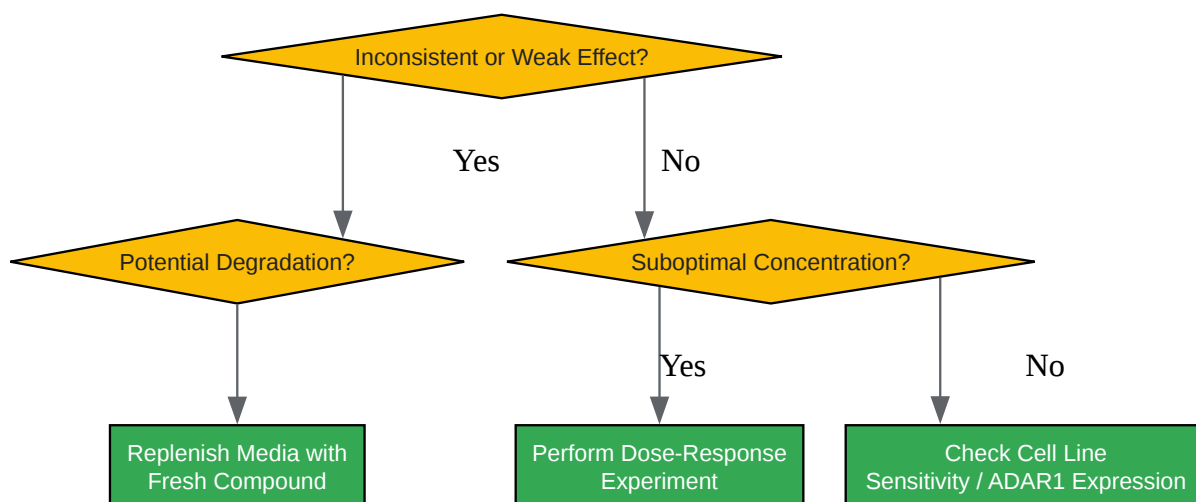 Inconsistent or Weak Effect?
Yes
No
Potential Degradation?
Suboptimal Concentration?
Yes
No
Replenish Media with
Fresh Compound
Perform Dose-Response
Experiment
Check Cell Line
Sensitivity / ADAR1 Expression